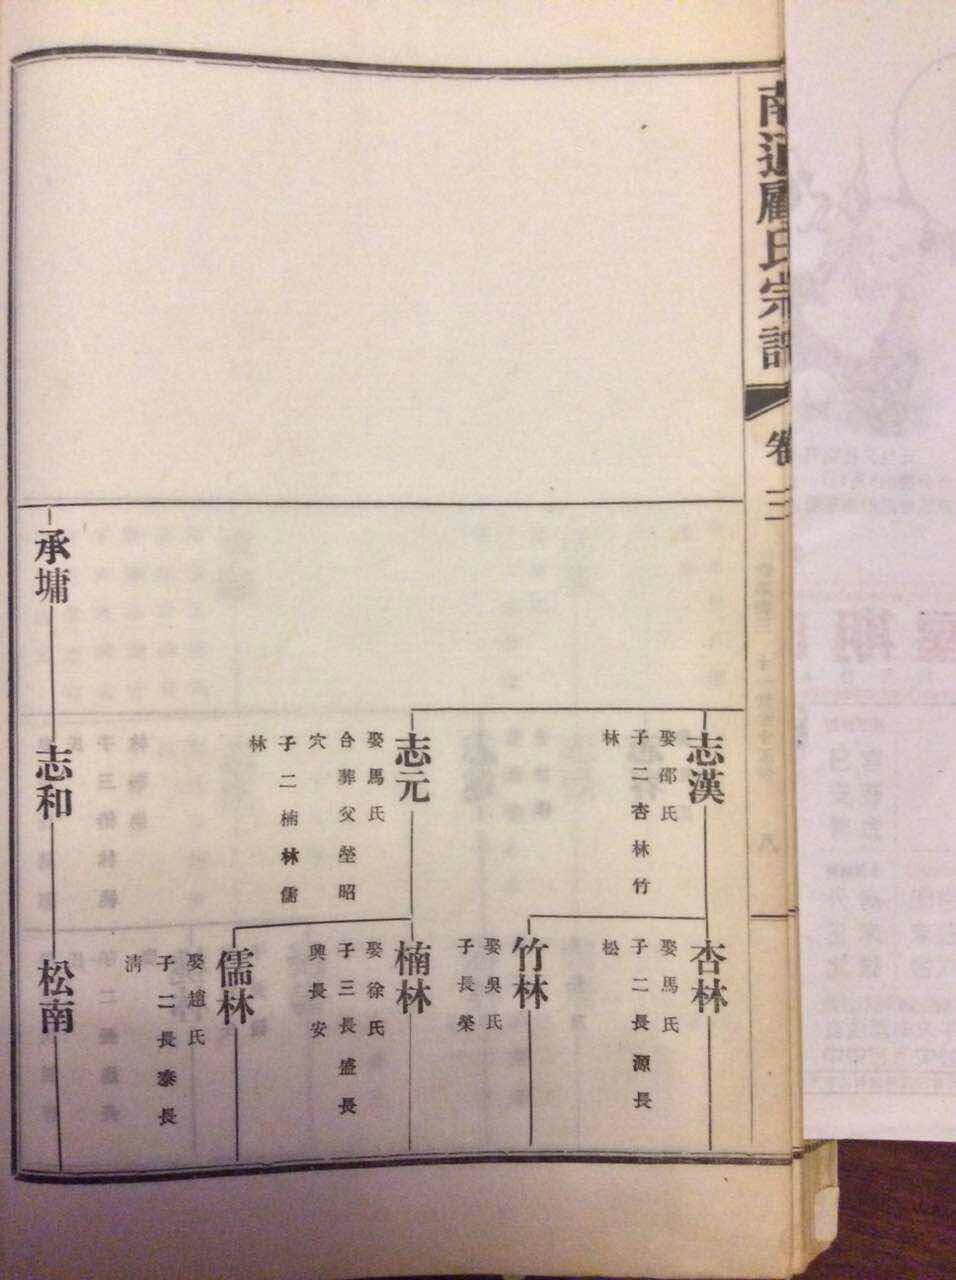 南通顧氏宗譜
卷三
志漢
娶邵氏
子二杏林竹
林
志元
娶馬氏
合葬父塋昭
穴
子二楠林儒
林
杏林
娶馬氏
子二長源長
松
竹林
娶吳氏
子長榮
楠林
娶徐氏
子三長盛長
興長安
儒林
娶趙氏
子二長泰長
清
承墉
志和
松南